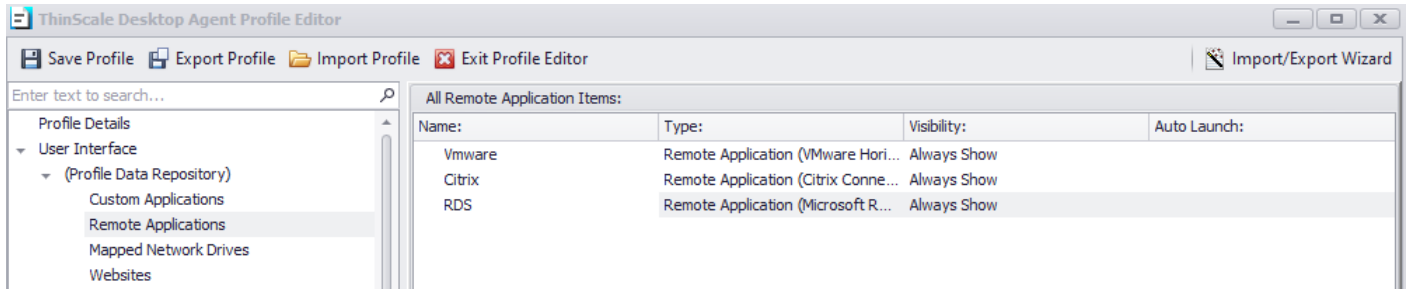 ThinScale Desktop Agent Profile Editor
Save Profile Export Profile Import Profile Exit Profile Editor Import/Export Wizard
Enter text to search...
Profile Details
User Interface
(Profile Data Repository)
Custom Applications
Remote Applications
Mapped Network Drives
Websites
All Remote Application Items:
Name: Type: Visibility: Auto Launch:
Vmware Remote Application (VMware Hori... Always Show
Citrix Remote Application (Citrix Conne... Always Show
RDS Remote Application (Microsoft R... Always Show